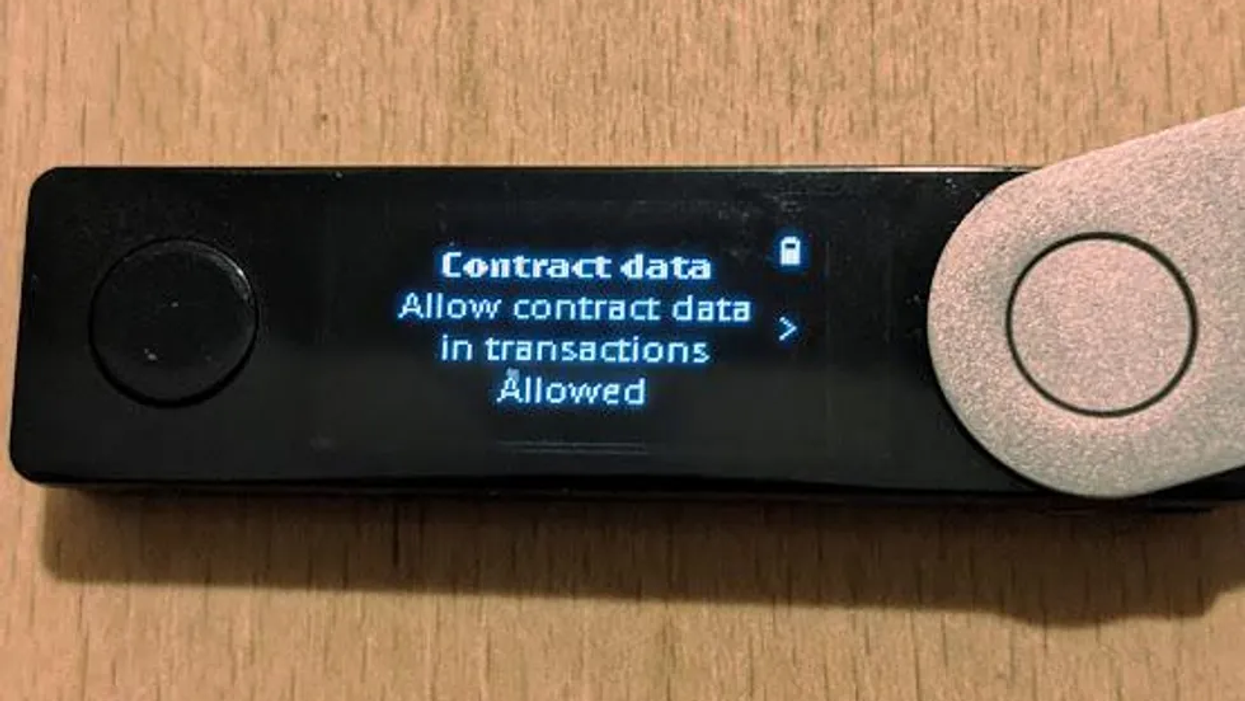 Contract data
Allow contract data
in transactions
Allowed